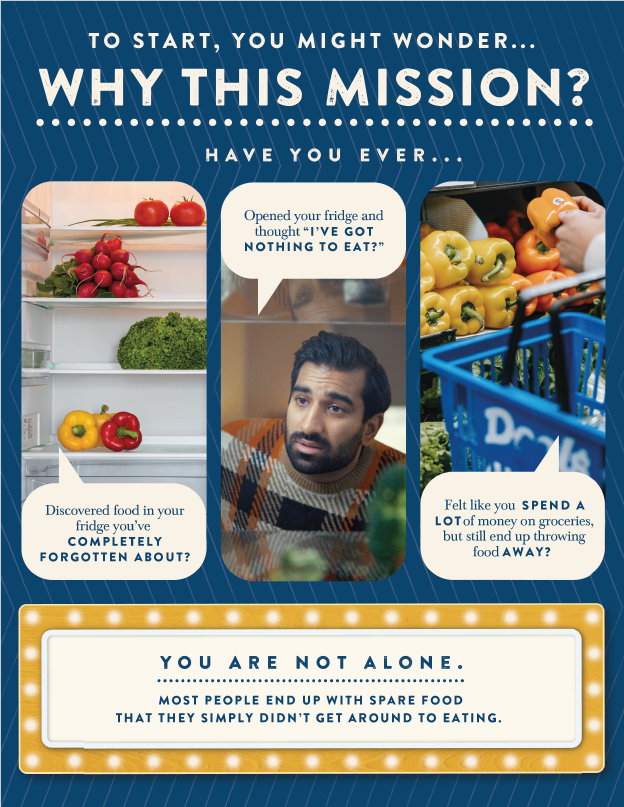 TO START, YOU MIGHT WONDER...
WHY THIS MISSION?
HAVE YOU EVER...
Opened your fridge and
thought “I’VE GOT
NOTHING TO EAT?”
Discovered food in your
fridge you’ve
COMPLETELY
FORGOTTEN ABOUT?
Felt like you SPEND A
LOT of money on groceries,
but still end up throwing
food AWAY?
YOU ARE NOT ALONE.
MOST PEOPLE END UP WITH SPARE FOOD
THAT THEY SIMPLY DIDN’T GET AROUND TO EATING.